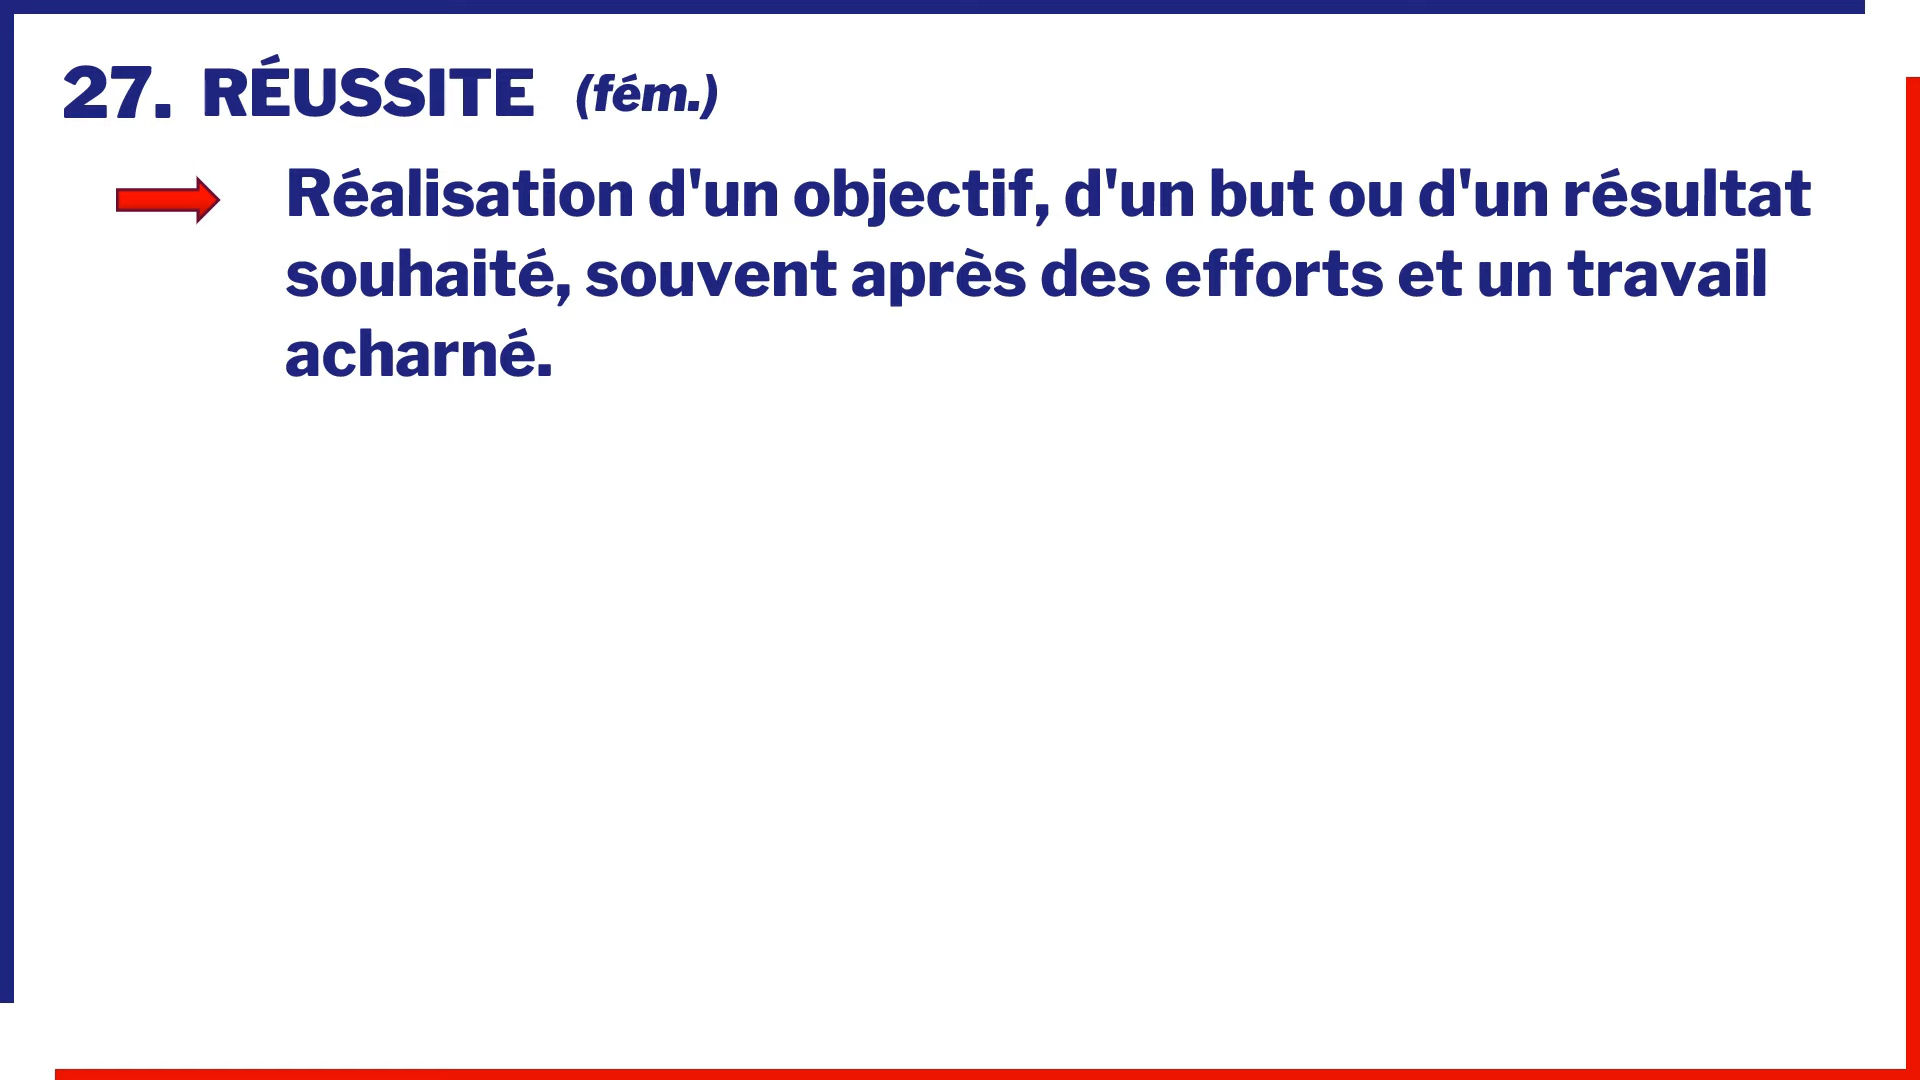 27. RÉUSSITE (fém.)
Réalisation d'un objectif, d'un but ou d'un résultat
souhaité, souvent après des efforts et un travail
acharné.